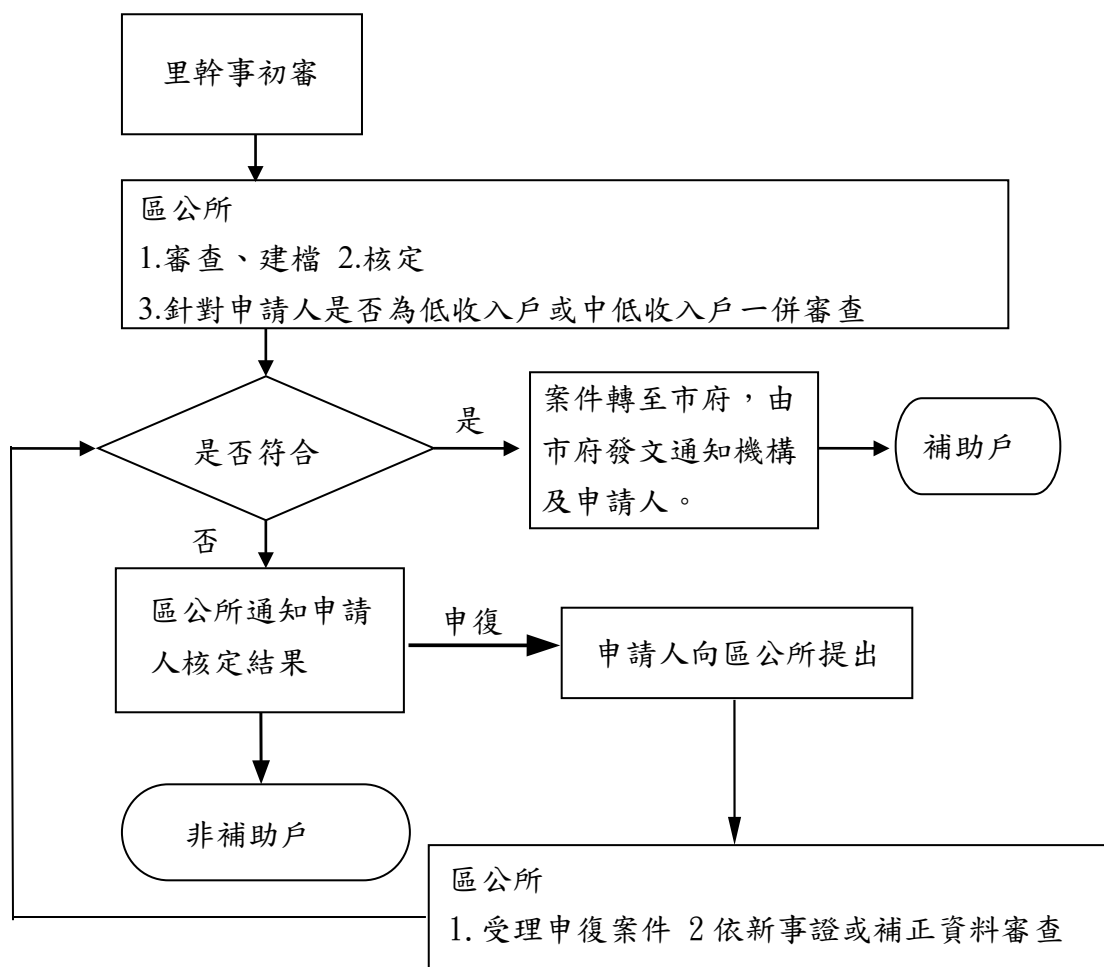 里幹事初審
區公所
1.審查、建檔 2.核定
3.針對申請人是否為低收入戶或中低收入戶一併審查
是否符合
是
案件轉至市府，由
市府發文通知機構
及申請人。
補助戶
否
區公所通知申請
人核定結果
申復
申請人向區公所提出
非補助戶
區公所
1. 受理申復案件 2 依新事證或補正資料審查